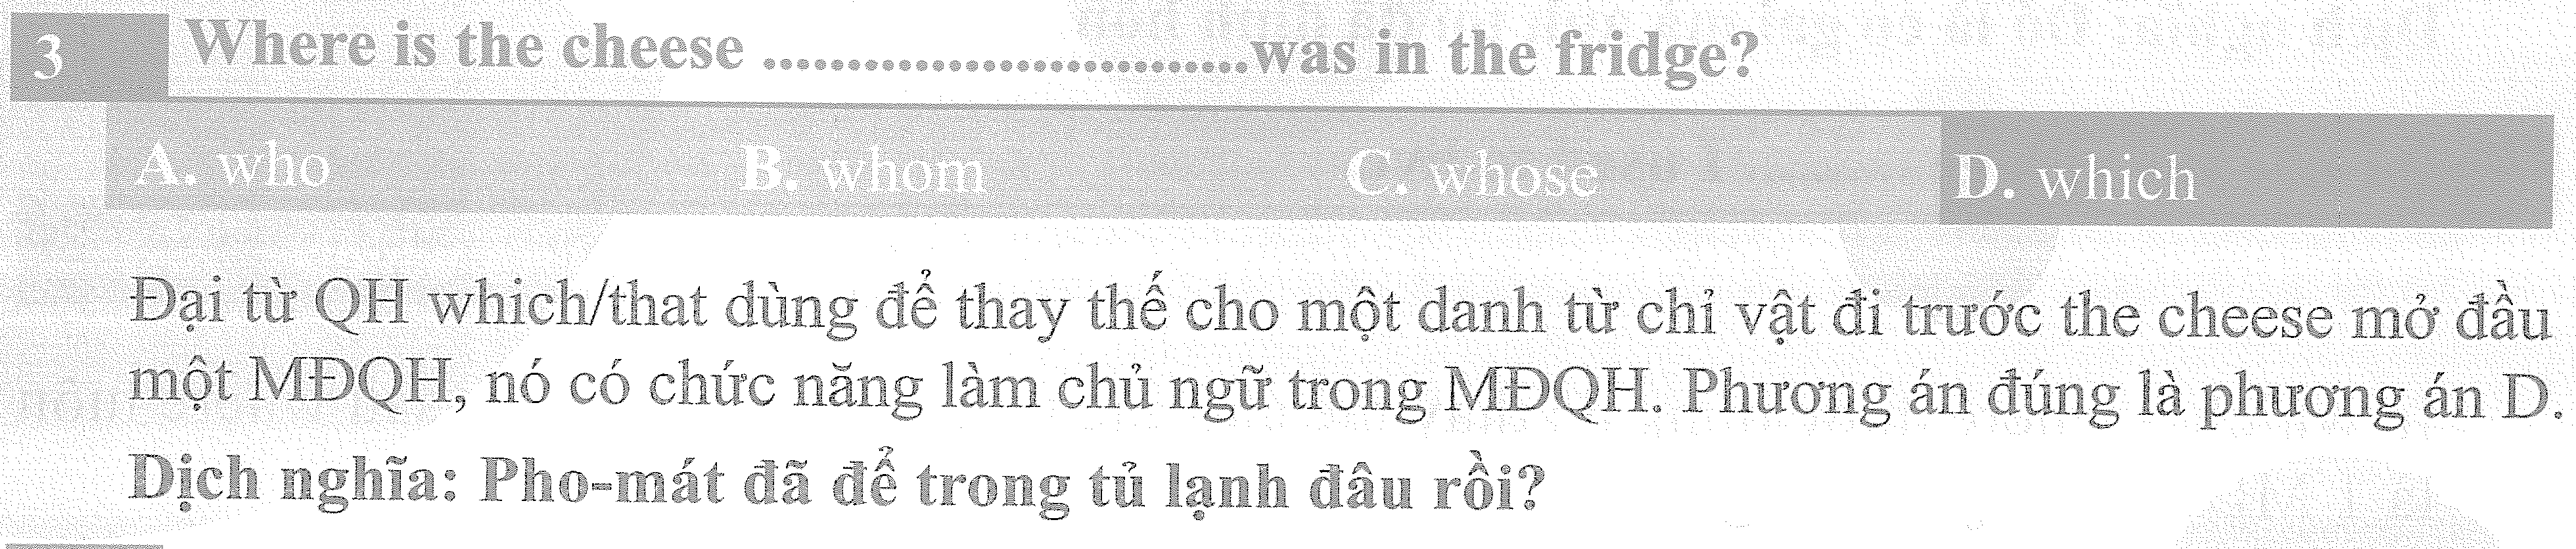 3 Where is the cheese .............................was in the fridge?
A. who B. whom C. whose D. which
Đại từ QH which/that dùng để thay thế cho một danh từ chỉ vật đi trước the cheese mở đầu
một MĐQH, nó có chức năng làm chủ ngữ trong MĐQH. Phương án đúng là phương án D.
Dịch nghĩa: Pho-mát đã để trong tủ lạnh đâu rồi?